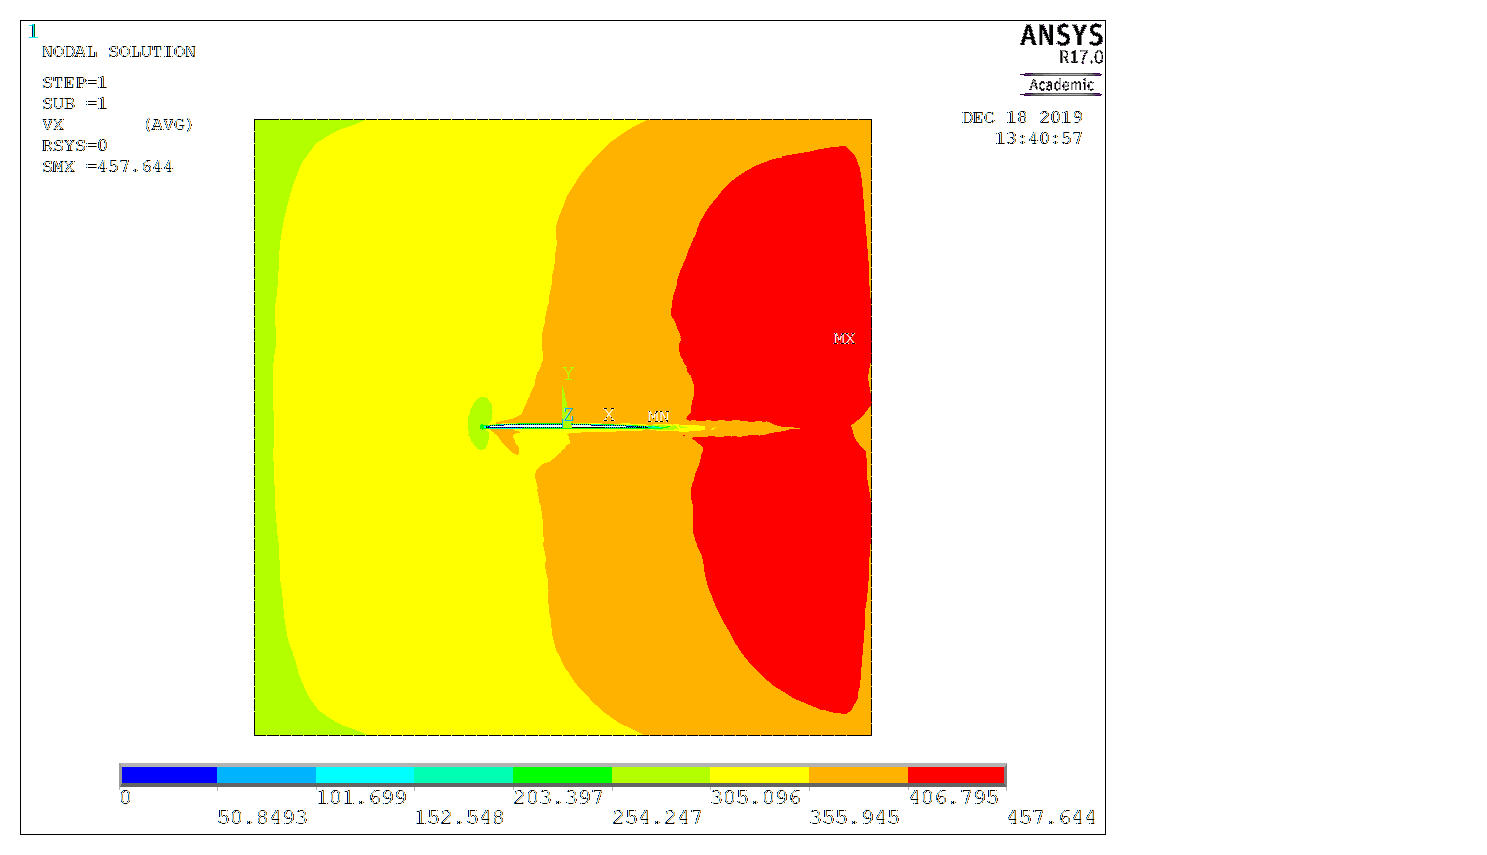 1
NODAL SOLUTION
STEP=1
SUB =1
VX (AVG)
RSYS=0
SMX =457.644
ANSYS
R17.0
Academic
DEC 18 2019
13:40:57
MX
Y
Z X MN
0 101.699 203.397 305.096 406.795
50.8493 152.548 254.247 355.945 457.644